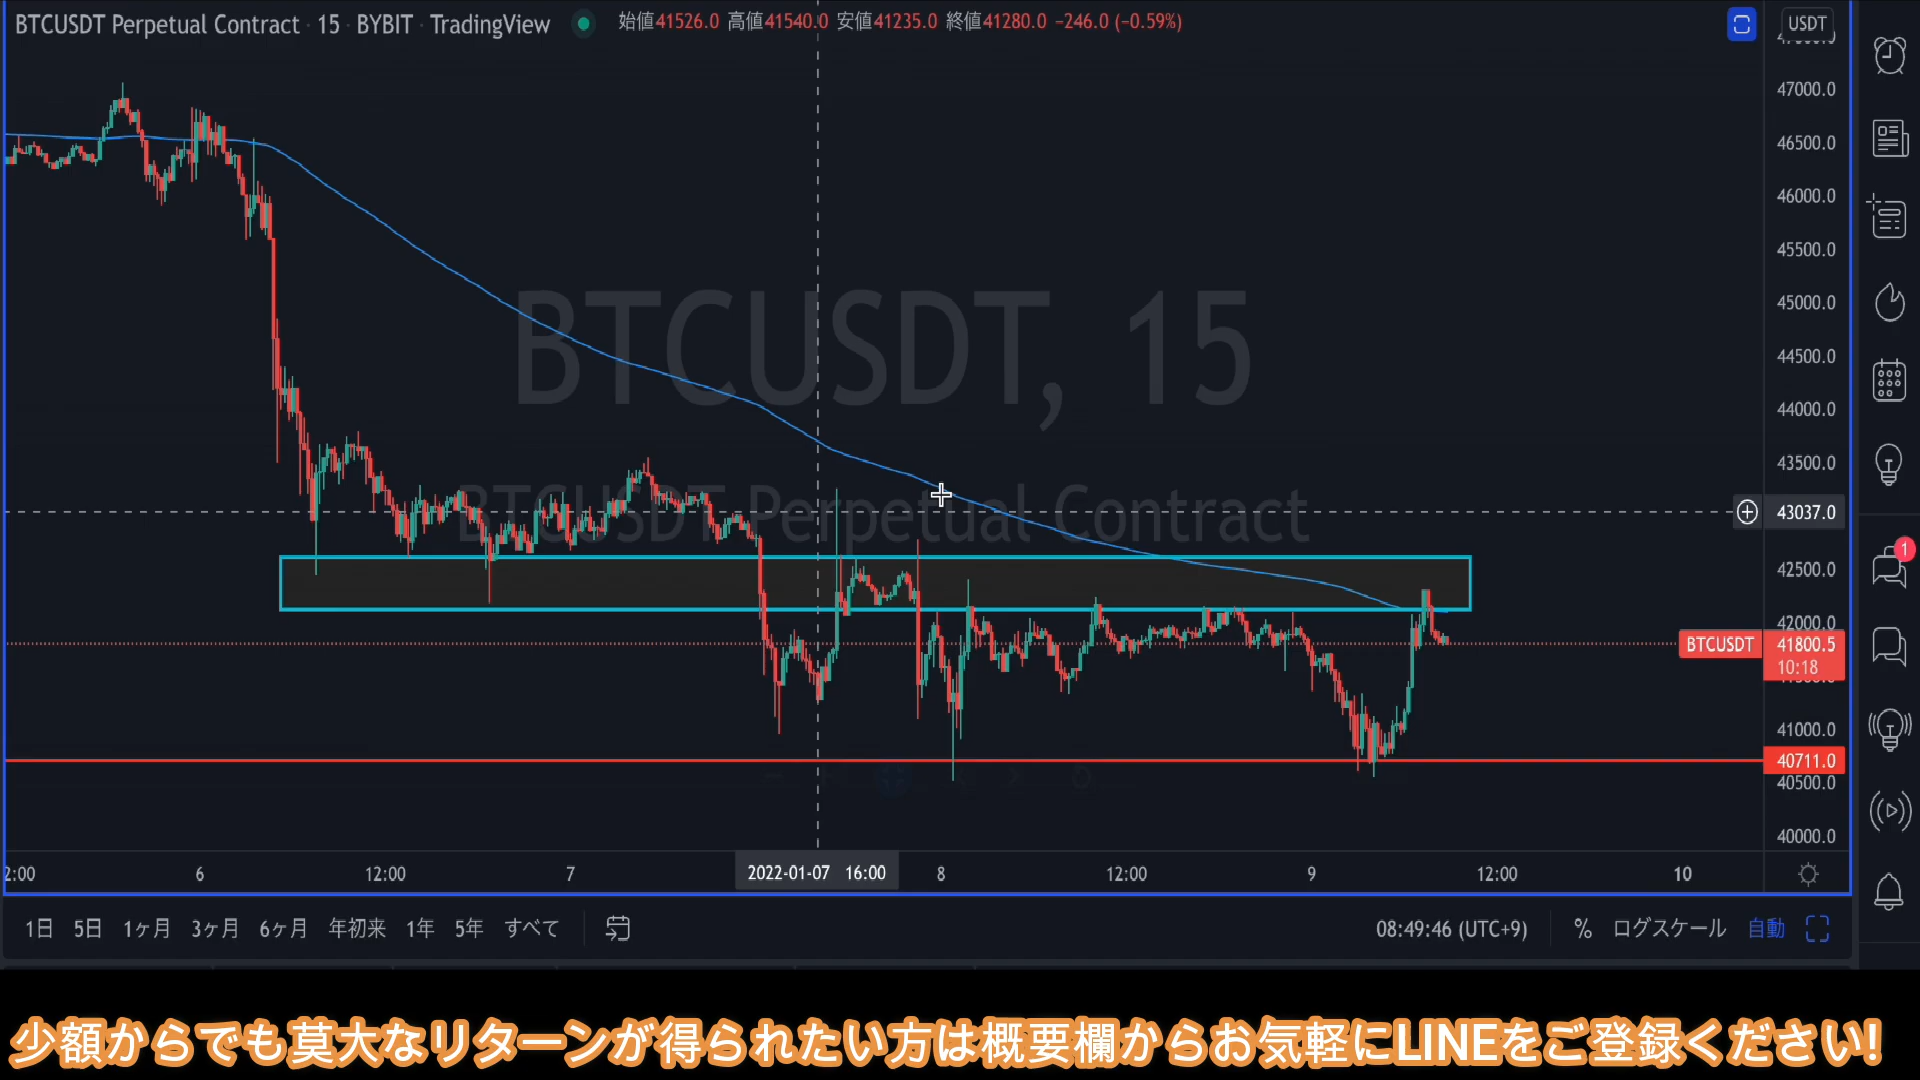 BTCUSDT Perpetual Contract · 15 · BYBIT · TradingView
始値41526.0 高値41540.0 安値41235.0 終値41280.0 −246.0 (−0.59%)
USDT
47000.0
46500.0
46000.0
45500.0
45000.0
BTCUSDT, 15
44500.0
44000.0
43500.0
BTCUSDT Perpetual Contract
43037.0
1
42500.0
42000.0
BTCUSDT 41800.5
10:18
41000.0
40711.0
40500.0
40000.0
2:00 6 12:00 7 2022-01-07 16:00 8 12:00 9 12:00 10
1日 5日 1ヶ月 3ヶ月 6ヶ月 年初来 1年 5年 すべて 08:49:46 (UTC+9) % ログスケール 自動
少額からでも莫大なリターンが得られたい方は概要欄からお気軽にLINEをご登録ください!